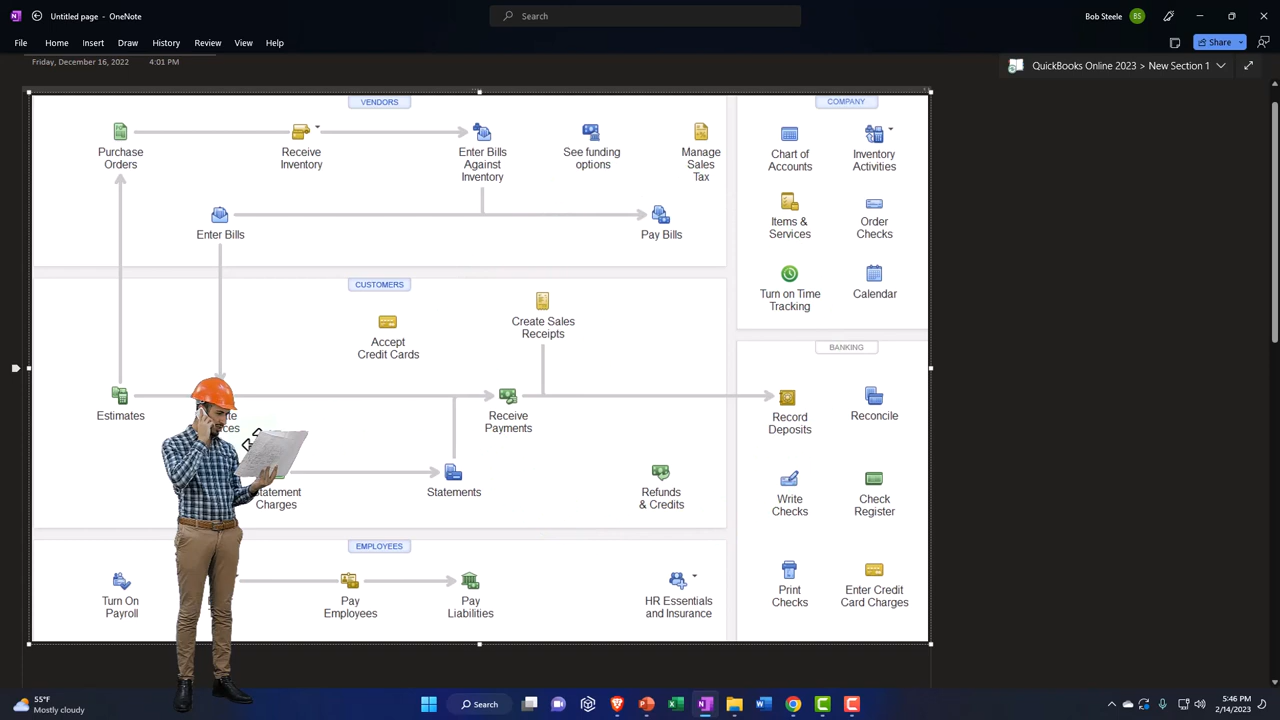 Untitled page - OneNote
Search
Bob Steele
BS
File
Home
Insert
Draw
History
Review
View
Help
Share
Friday, December 16, 2022
4:01 PM
QuickBooks Online 2023 > New Section 1
VENDORS
Purchase
Orders
Receive
Inventory
Enter Bills
Against
Inventory
See funding
options
Manage
Sales
Tax
Enter Bills
Pay Bills
COMPANY
Chart of
Accounts
Inventory
Activities
Items &
Services
Order
Checks
Turn on Time
Tracking
Calendar
CUSTOMERS
Create Sales
Receipts
Accept
Credit Cards
Estimates
Receive
Payments
Statement
Charges
Statements
Refunds
& Credits
BANKING
Record
Deposits
Reconcile
Write
Checks
Check
Register
Print
Checks
Enter Credit
Card Charges
EMPLOYEES
Turn On
Payroll
Pay
Employees
Pay
Liabilities
HR Essentials
and Insurance
55°F
Mostly cloudy
Search
5:46 PM
2/14/2023